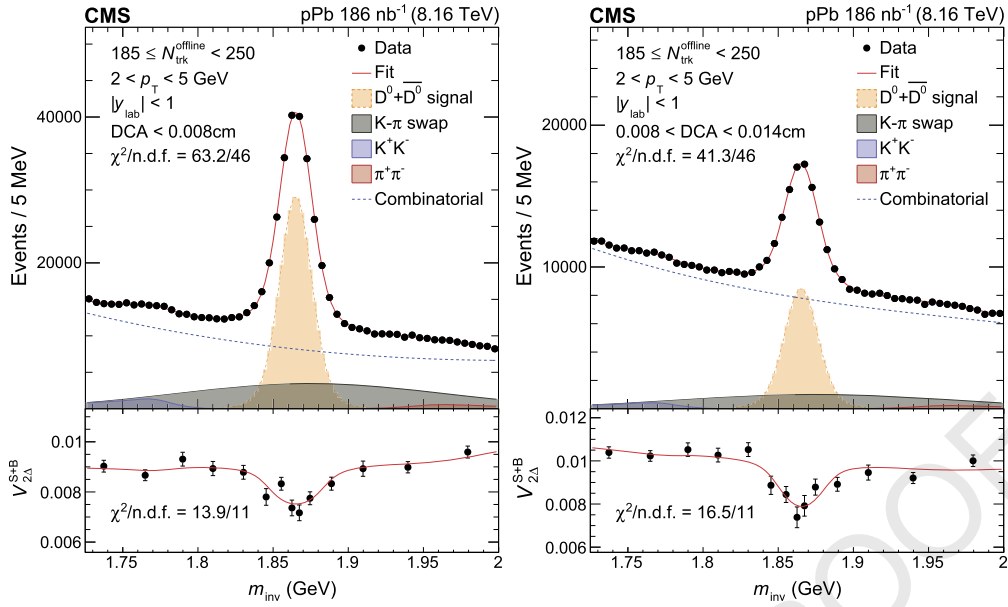 CMS pPb 186 nb⁻¹ (8.16 TeV)
185 ≤ N_trk^offline < 250
2 < p_T < 5 GeV
|y_lab| < 1
DCA < 0.008cm
χ²/n.d.f. = 63.2/46
Data
Fit
D⁰+D̅⁰ signal
K-π swap
K⁺K⁻
π⁺π⁻
Combinatorial
Events / 5 MeV
40000
20000
V_2Δ^S+B
0.01
0.008
0.006
χ²/n.d.f. = 13.9/11
1.75 1.8 1.85 1.9 1.95 2
m_inv (GeV)
CMS pPb 186 nb⁻¹ (8.16 TeV)
185 ≤ N_trk^offline < 250
2 < p_T < 5 GeV
|y_lab| < 1
0.008 < DCA < 0.014cm
χ²/n.d.f. = 41.3/46
Data
Fit
D⁰+D̅⁰ signal
K-π swap
K⁺K⁻
π⁺π⁻
Combinatorial
Events / 5 MeV
20000
10000
V_2Δ^S+B
0.012
0.01
0.008
0.006
χ²/n.d.f. = 16.5/11
1.75 1.8 1.85 1.9 1.95 2
m_inv (GeV)
PROOF